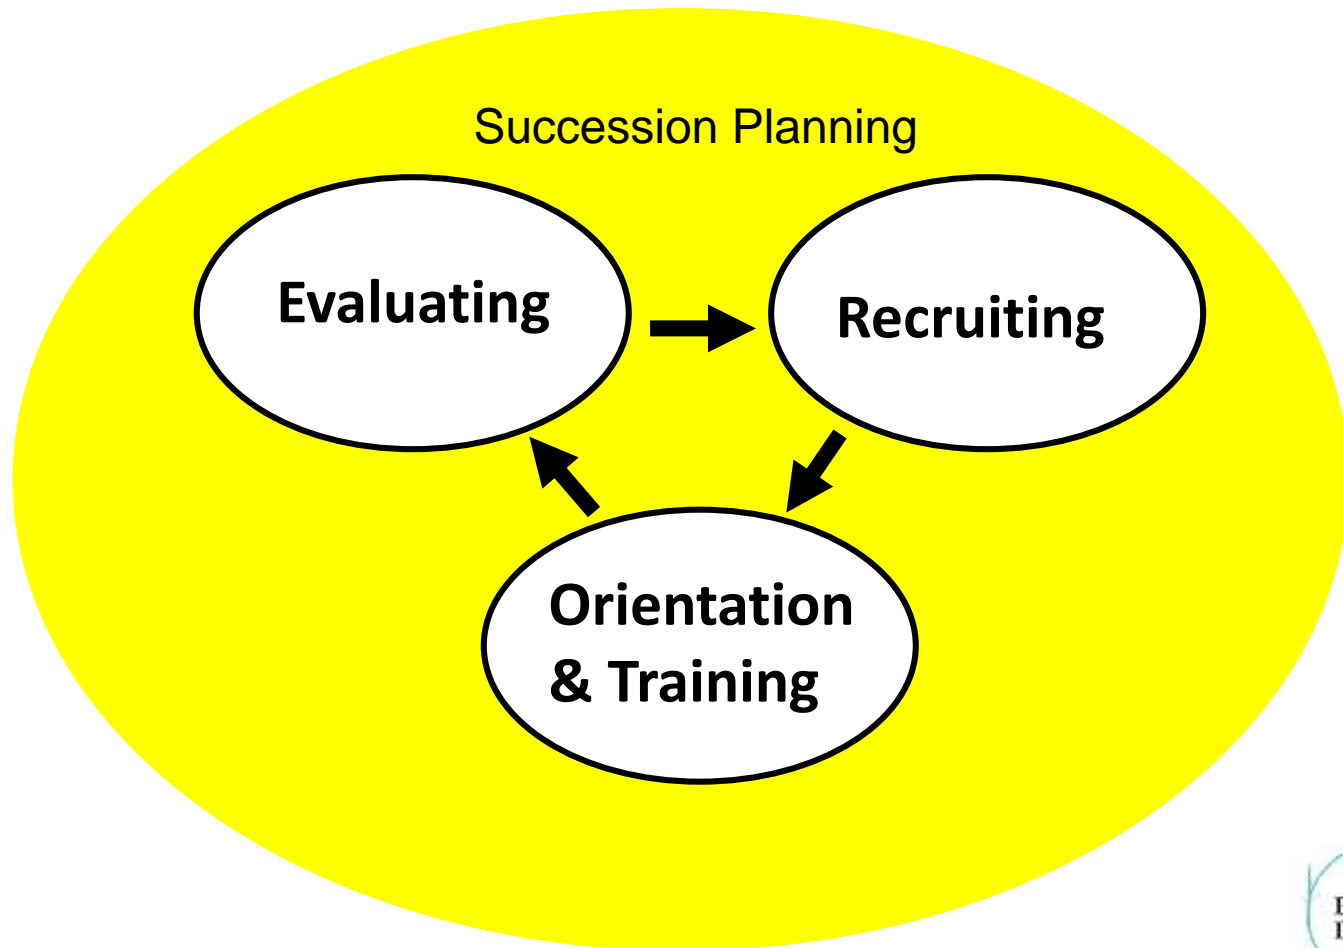 Succession Planning
Evaluating
Recruiting
Orientation
& Training